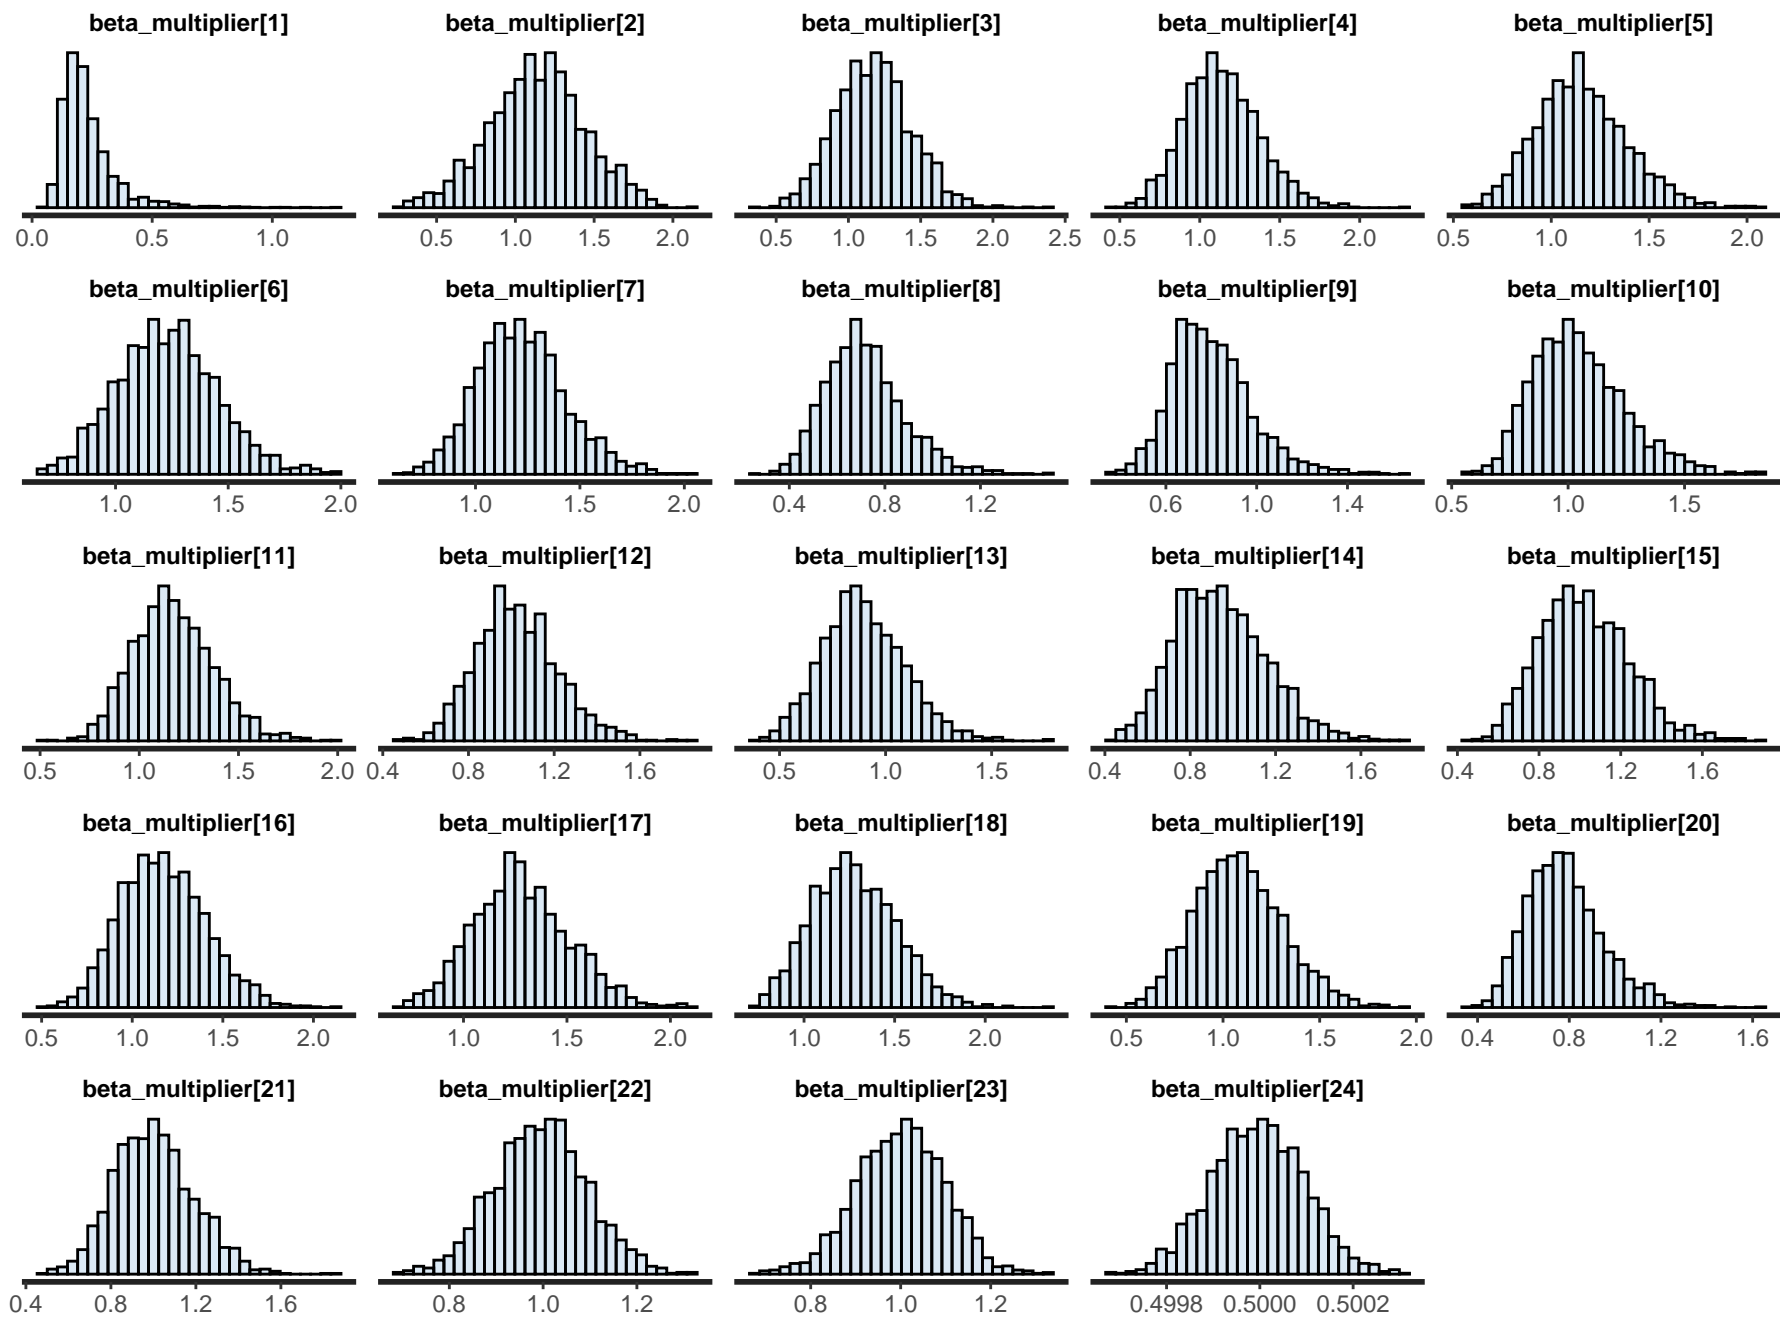 beta_multiplier[1] beta_multiplier[2] beta_multiplier[3] beta_multiplier[4] beta_multiplier[5]
0.0 0.5 1.0 0.5 1.0 1.5 2.0 0.5 1.0 1.5 2.0 2.5 0.5 1.0 1.5 2.0 0.5 1.0 1.5 2.0
beta_multiplier[6] beta_multiplier[7] beta_multiplier[8] beta_multiplier[9] beta_multiplier[10]
1.0 1.5 2.0 1.0 1.5 2.0 0.4 0.8 1.2 0.6 1.0 1.4 0.5 1.0 1.5
beta_multiplier[11] beta_multiplier[12] beta_multiplier[13] beta_multiplier[14] beta_multiplier[15]
0.5 1.0 1.5 2.0 0.4 0.8 1.2 1.6 0.5 1.0 1.5 0.4 0.8 1.2 1.6 0.4 0.8 1.2 1.6
beta_multiplier[16] beta_multiplier[17] beta_multiplier[18] beta_multiplier[19] beta_multiplier[20]
0.5 1.0 1.5 2.0 1.0 1.5 2.0 1.0 1.5 2.0 0.5 1.0 1.5 2.0 0.4 0.8 1.2 1.6
beta_multiplier[21] beta_multiplier[22] beta_multiplier[23] beta_multiplier[24]
0.4 0.8 1.2 1.6 0.8 1.0 1.2 0.8 1.0 1.2 0.4998 0.5000 0.5002